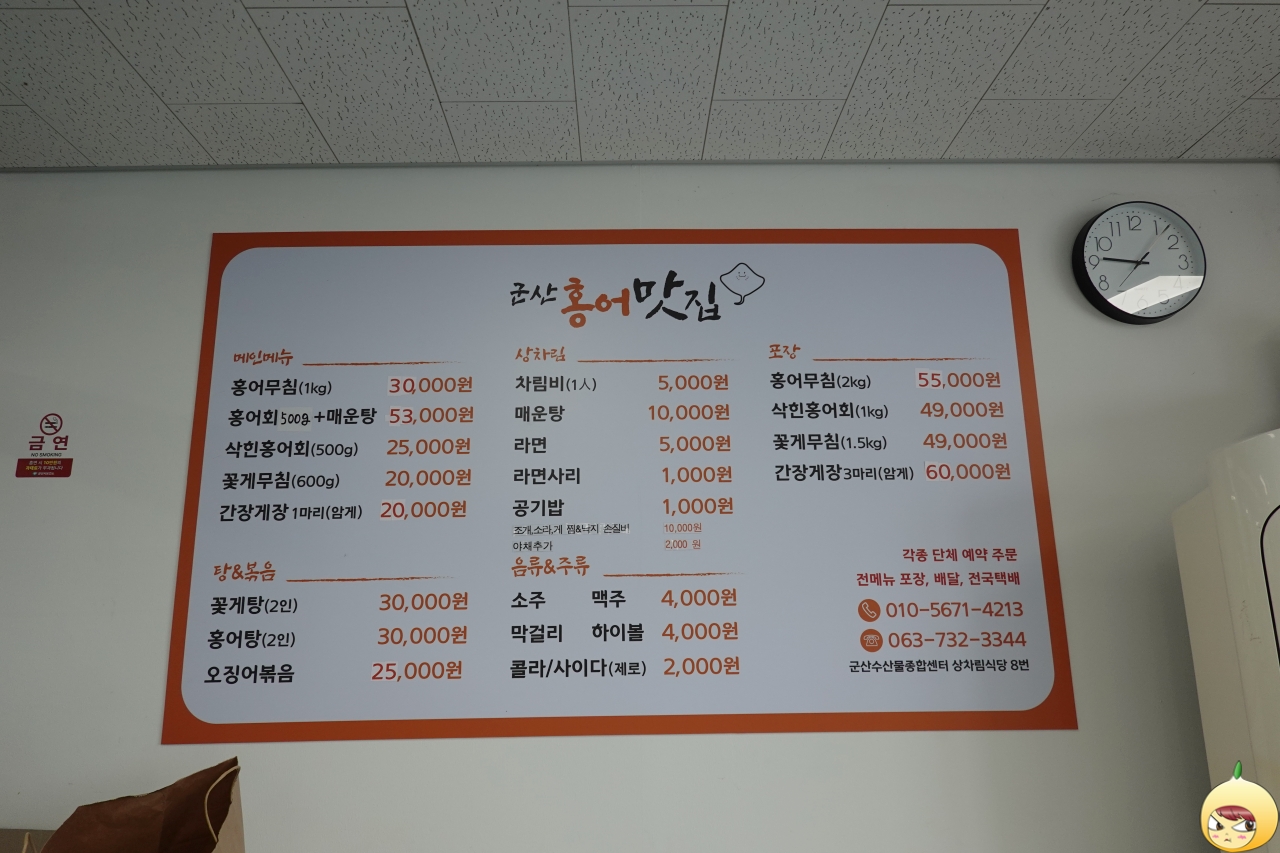 군산 홍어 맛집
메인메뉴
홍어무침(1kg) 30,000원
홍어회500g+매운탕 53,000원
삭힌홍어회(500g) 25,000원
꽃게무침(600g) 20,000원
간장게장1마리(암게) 20,000원
탕&볶음
꽃게탕(2인) 30,000원
홍어탕(2인) 30,000원
오징어볶음 25,000원
상차림
차림비(1人) 5,000원
매운탕 10,000원
라면 5,000원
라면사리 1,000원
공기밥 1,000원
조개,소라,게 찜&낙지 손질비 10,000원
야채추가 2,000 원
음류&주류
소주 맥주 4,000원
막걸리 하이볼 4,000원
콜라/사이다(제로) 2,000원
포장
홍어무침(2kg) 55,000원
삭힌홍어회(1kg) 49,000원
꽃게무침(1.5kg) 49,000원
간장게장3마리(암게) 60,000원
각종 단체 예약 주문
전메뉴 포장, 배달, 전국택배
010-5671-4213
063-732-3344
군산수산물종합센터 상차림식당 8번
금연
NO SMOKING
12
1
2
3
4
5
6
7
8
9
10
11